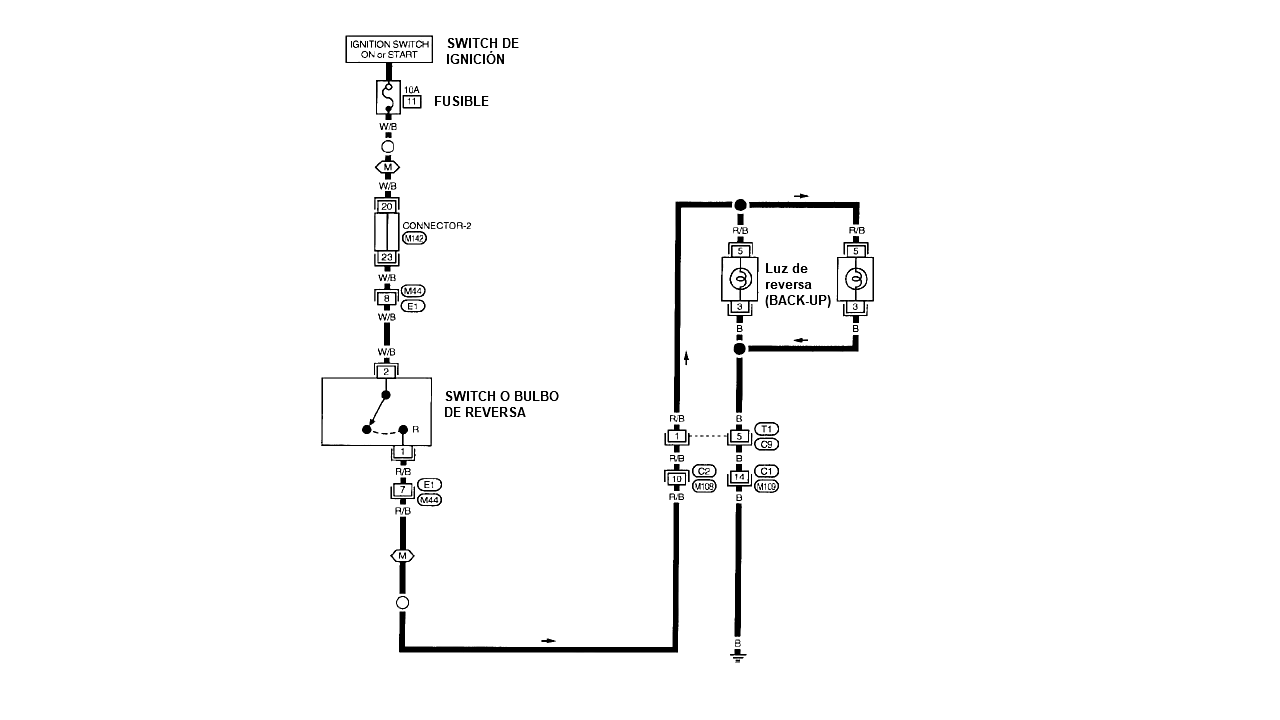 IGNITION SWITCH
ON or START
SWITCH DE
IGNICIÓN
10A
11
FUSIBLE
W/B
M
W/B
20
CONNECTOR-2
M142
23
W/B
8
M44
E1
W/B
W/B
2
SWITCH O BULBO
DE REVERSA
R
1
R/B
7
E1
M44
R/B
M
R/B
R/B
5
5
Luz de
reversa
(BACK-UP)
3
3
B
B
R/B
B
1
5
T1
C9
R/B
B
10
C2
M108
14
C1
M109
R/B
B
B